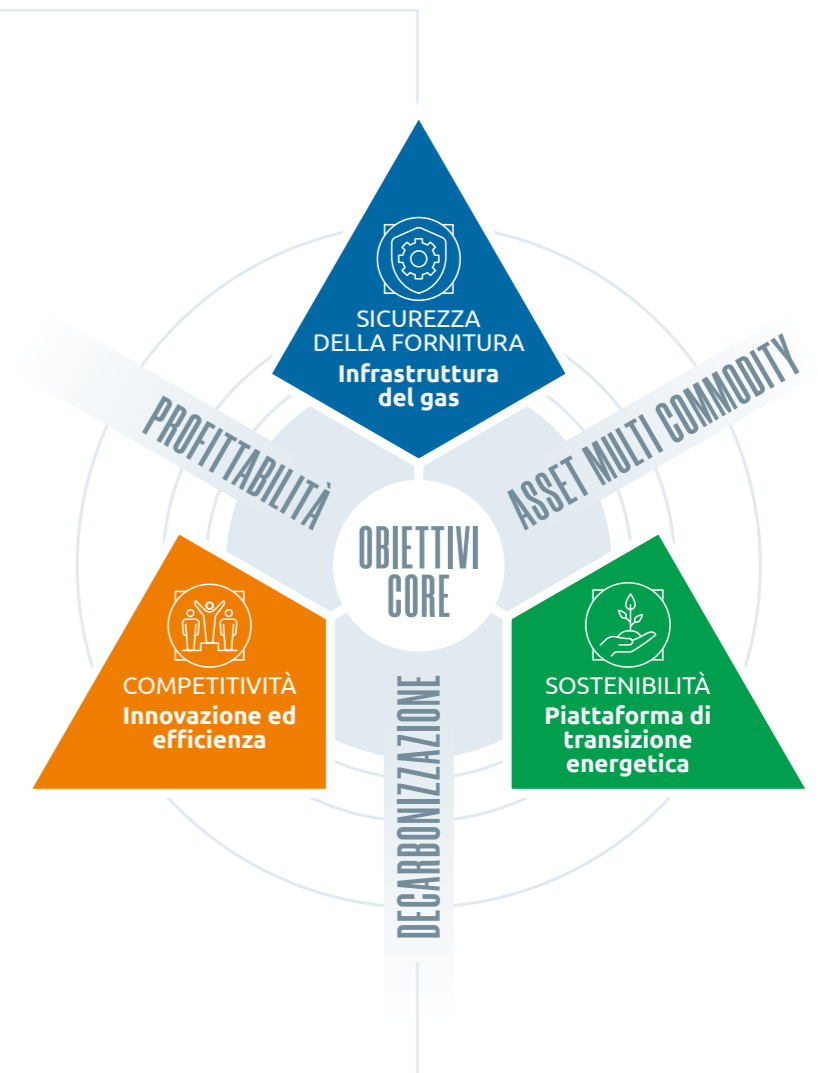 SICUREZZA
DELLA FORNITURA
Infrastruttura
del gas
PROFITTABILITÀ
ASSET MULTI COMMODITY
OBIETTIVI
CORE
COMPETITIVITÀ
Innovazione ed
efficienza
SOSTENIBILITÀ
Piattaforma di
transizione
energetica
DECARBONIZZAZIONE